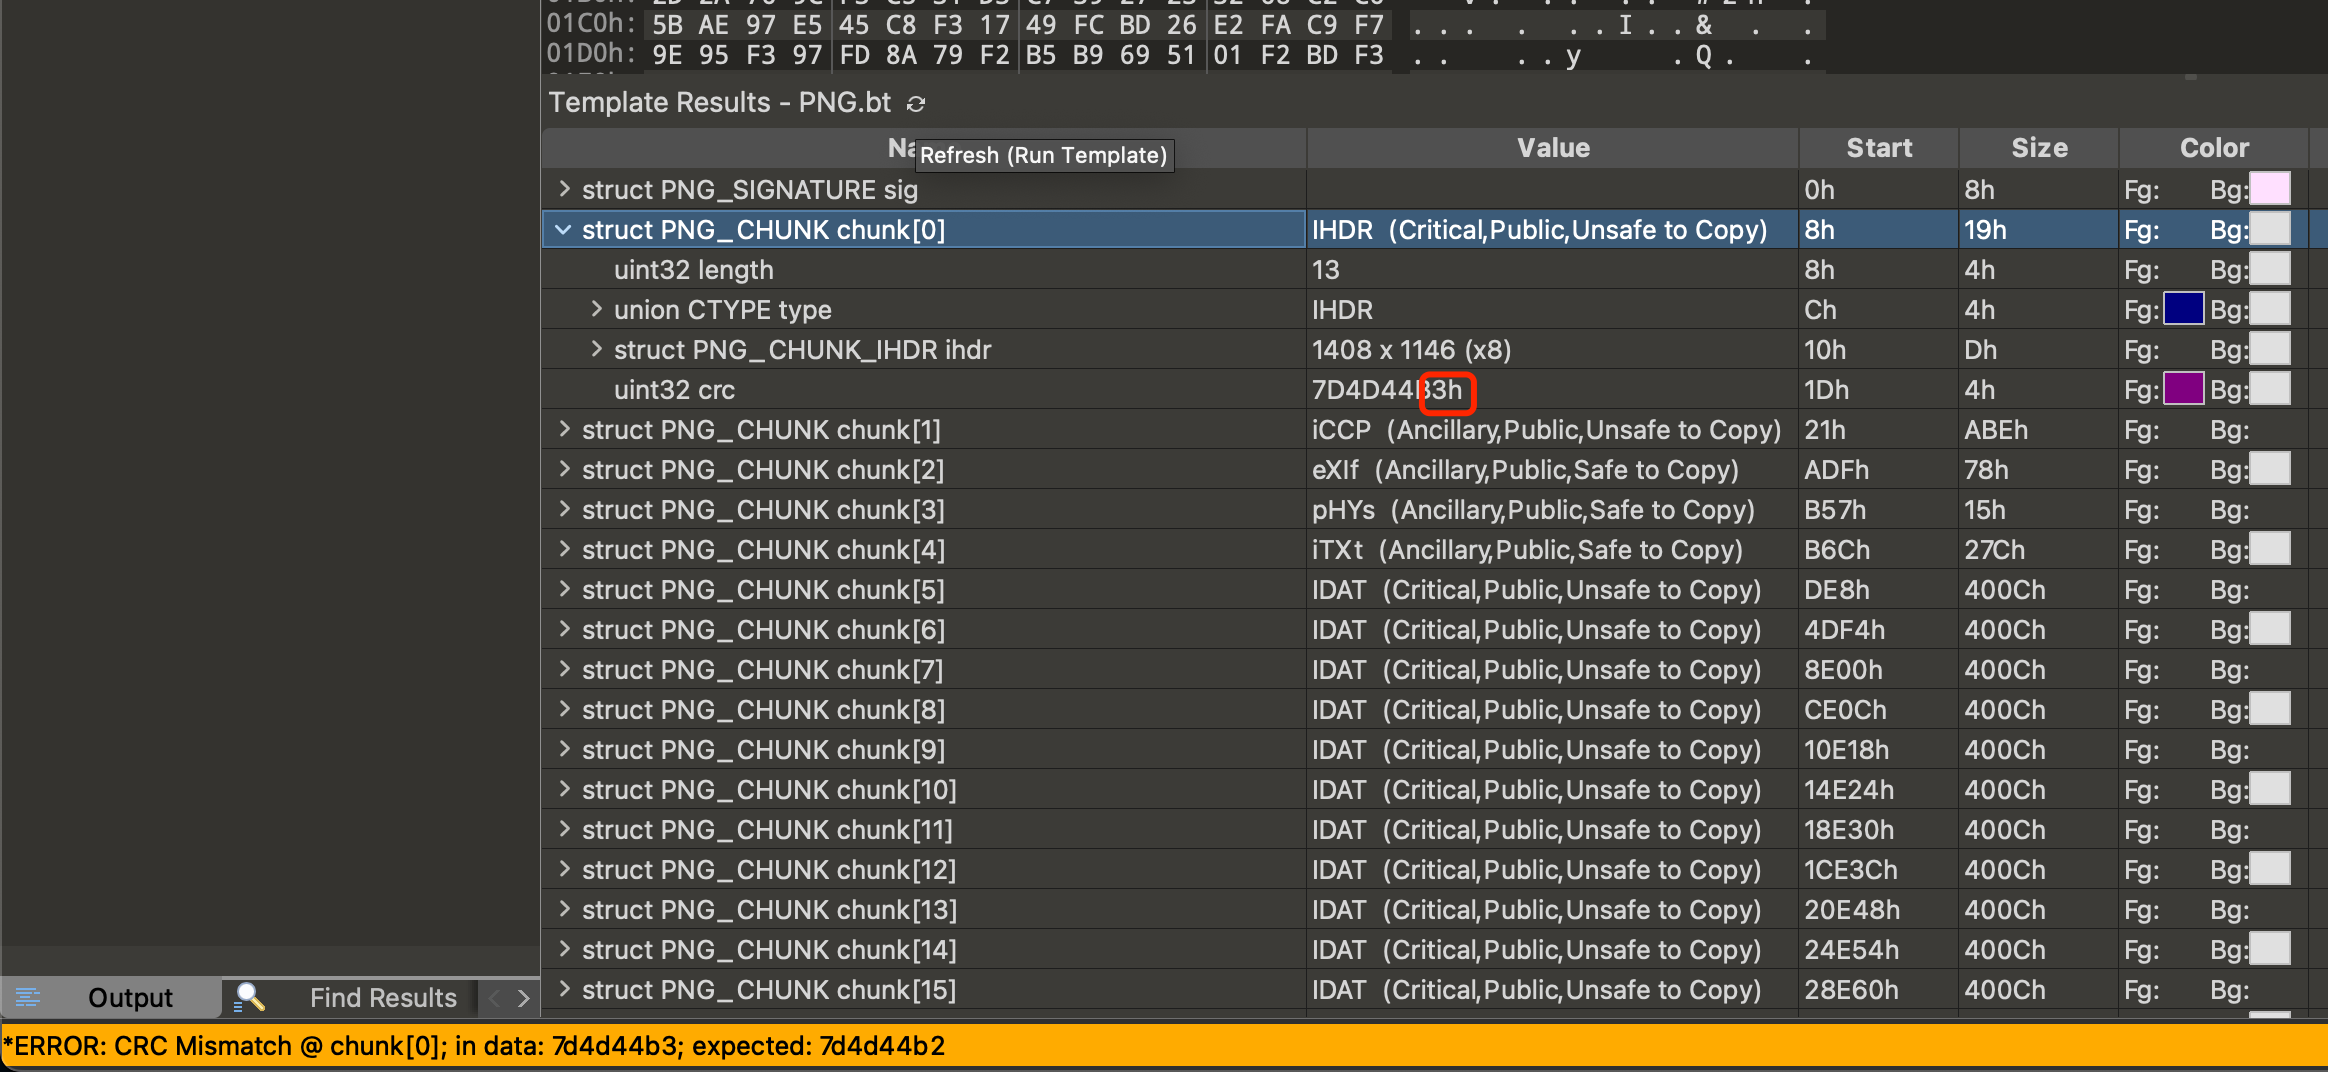 01C0h: 5B AE 97 E5 45 C8 F3 17 49 FC BD 26 E2 FA C9 F7 . . . . . . I . . & . .
01D0h: 9E 95 F3 97 FD 8A 79 F2 B5 B9 69 51 01 F2 BD F3 . . . . y . Q . .
Template Results - PNG.bt
Refresh (Run Template)
Value Start Size Color
struct PNG_SIGNATURE sig 0h 8h Fg: Bg:
struct PNG_CHUNK chunk[0] IHDR (Critical,Public,Unsafe to Copy) 8h 19h Fg: Bg:
uint32 length 13 8h 4h Fg: Bg:
union CTYPE type IHDR Ch 4h Fg: Bg:
struct PNG_CHUNK_IHDR ihdr 1408 x 1146 (x8) 10h Dh Fg: Bg:
uint32 crc 7D4D44B3h 1Dh 4h Fg: Bg:
struct PNG_CHUNK chunk[1] iCCP (Ancillary,Public,Unsafe to Copy) 21h ABEh Fg: Bg:
struct PNG_CHUNK chunk[2] eXIf (Ancillary,Public,Safe to Copy) ADFh 78h Fg: Bg:
struct PNG_CHUNK chunk[3] pHYs (Ancillary,Public,Safe to Copy) B57h 15h Fg: Bg:
struct PNG_CHUNK chunk[4] iTXt (Ancillary,Public,Safe to Copy) B6Ch 27Ch Fg: Bg:
struct PNG_CHUNK chunk[5] IDAT (Critical,Public,Unsafe to Copy) DE8h 400Ch Fg: Bg:
struct PNG_CHUNK chunk[6] IDAT (Critical,Public,Unsafe to Copy) 4DF4h 400Ch Fg: Bg:
struct PNG_CHUNK chunk[7] IDAT (Critical,Public,Unsafe to Copy) 8E00h 400Ch Fg: Bg:
struct PNG_CHUNK chunk[8] IDAT (Critical,Public,Unsafe to Copy) CE0Ch 400Ch Fg: Bg:
struct PNG_CHUNK chunk[9] IDAT (Critical,Public,Unsafe to Copy) 10E18h 400Ch Fg: Bg:
struct PNG_CHUNK chunk[10] IDAT (Critical,Public,Unsafe to Copy) 14E24h 400Ch Fg: Bg:
struct PNG_CHUNK chunk[11] IDAT (Critical,Public,Unsafe to Copy) 18E30h 400Ch Fg: Bg:
struct PNG_CHUNK chunk[12] IDAT (Critical,Public,Unsafe to Copy) 1CE3Ch 400Ch Fg: Bg:
struct PNG_CHUNK chunk[13] IDAT (Critical,Public,Unsafe to Copy) 20E48h 400Ch Fg: Bg:
struct PNG_CHUNK chunk[14] IDAT (Critical,Public,Unsafe to Copy) 24E54h 400Ch Fg: Bg:
struct PNG_CHUNK chunk[15] IDAT (Critical,Public,Unsafe to Copy) 28E60h 400Ch Fg: Bg:
Output Find Results
*ERROR: CRC Mismatch @ chunk[0]; in data: 7d4d44b3; expected: 7d4d44b2